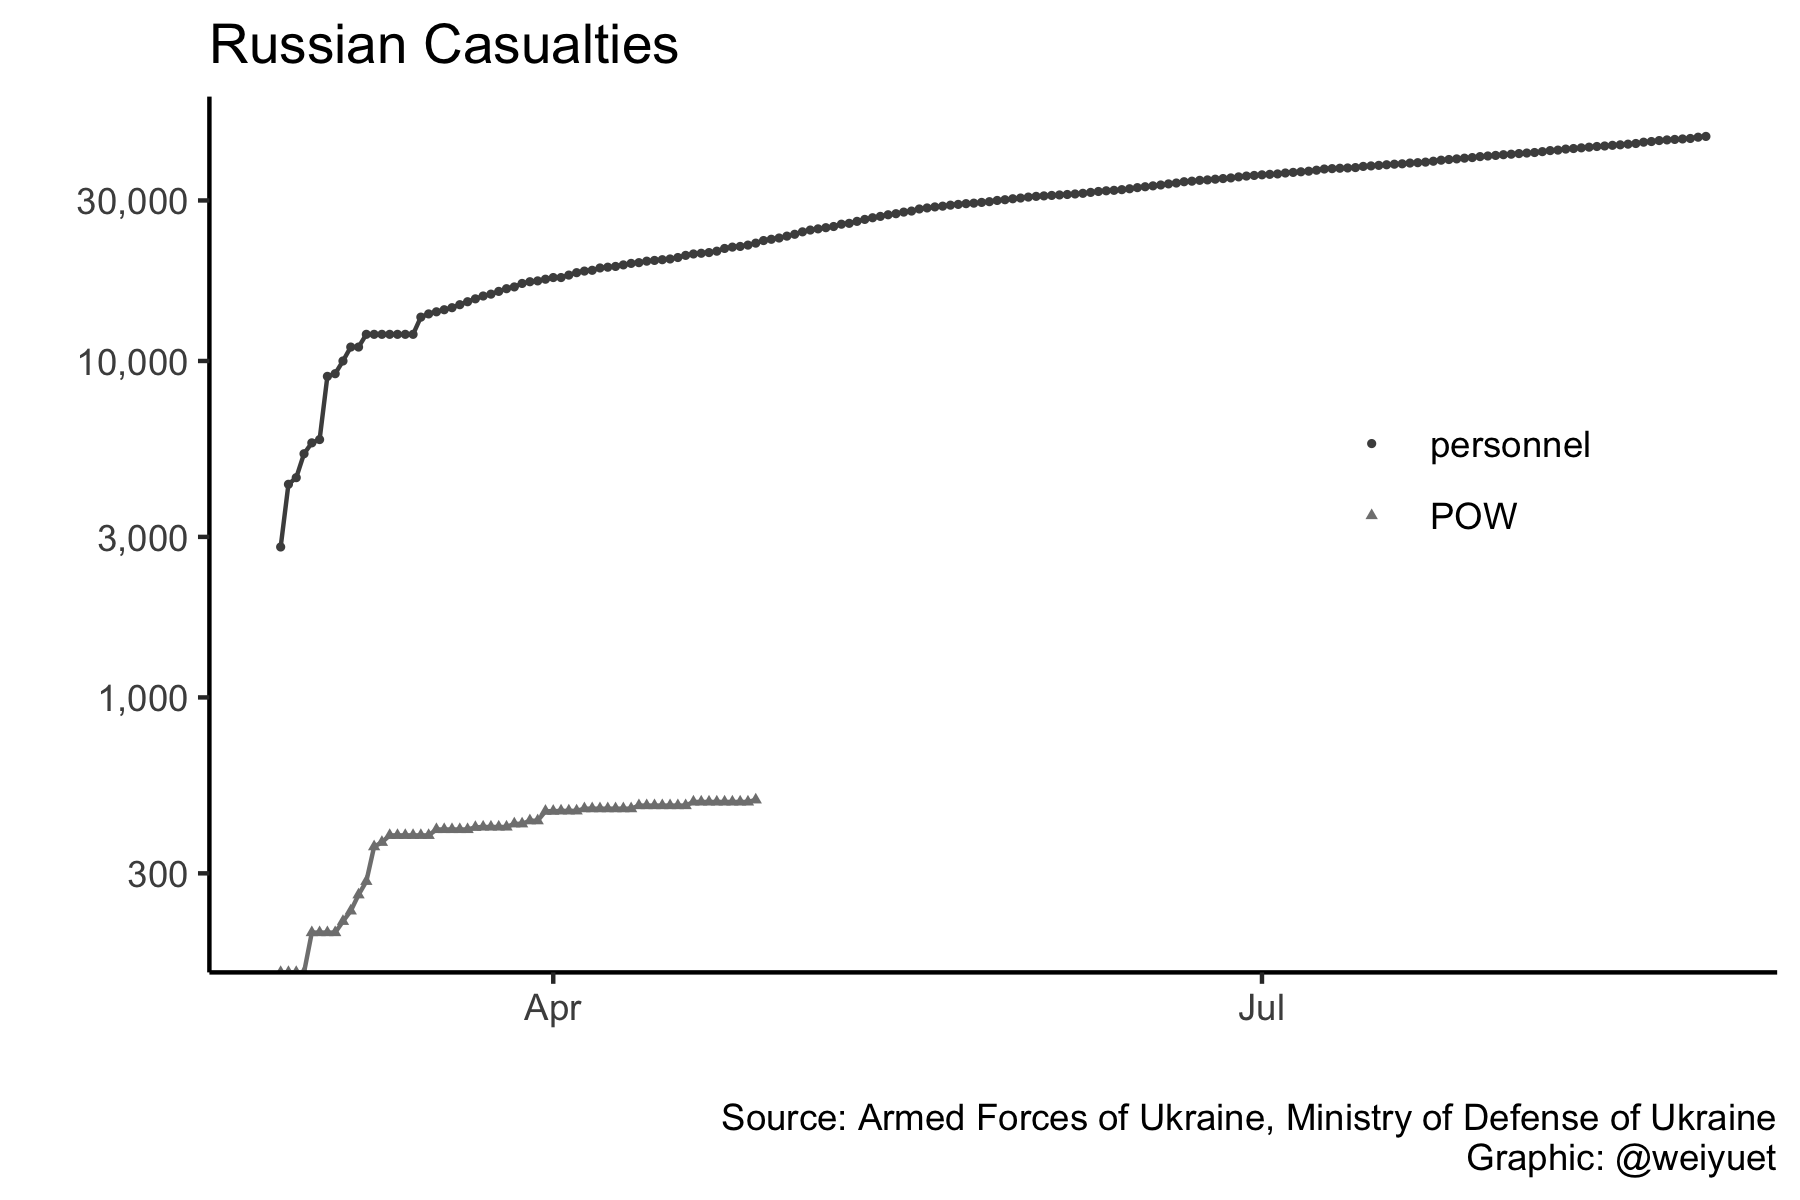 Russian Casualties
30,000
10,000
3,000
1,000
300
personnel
POW
Apr
Jul
Source: Armed Forces of Ukraine, Ministry of Defense of Ukraine
Graphic: @weiyuet